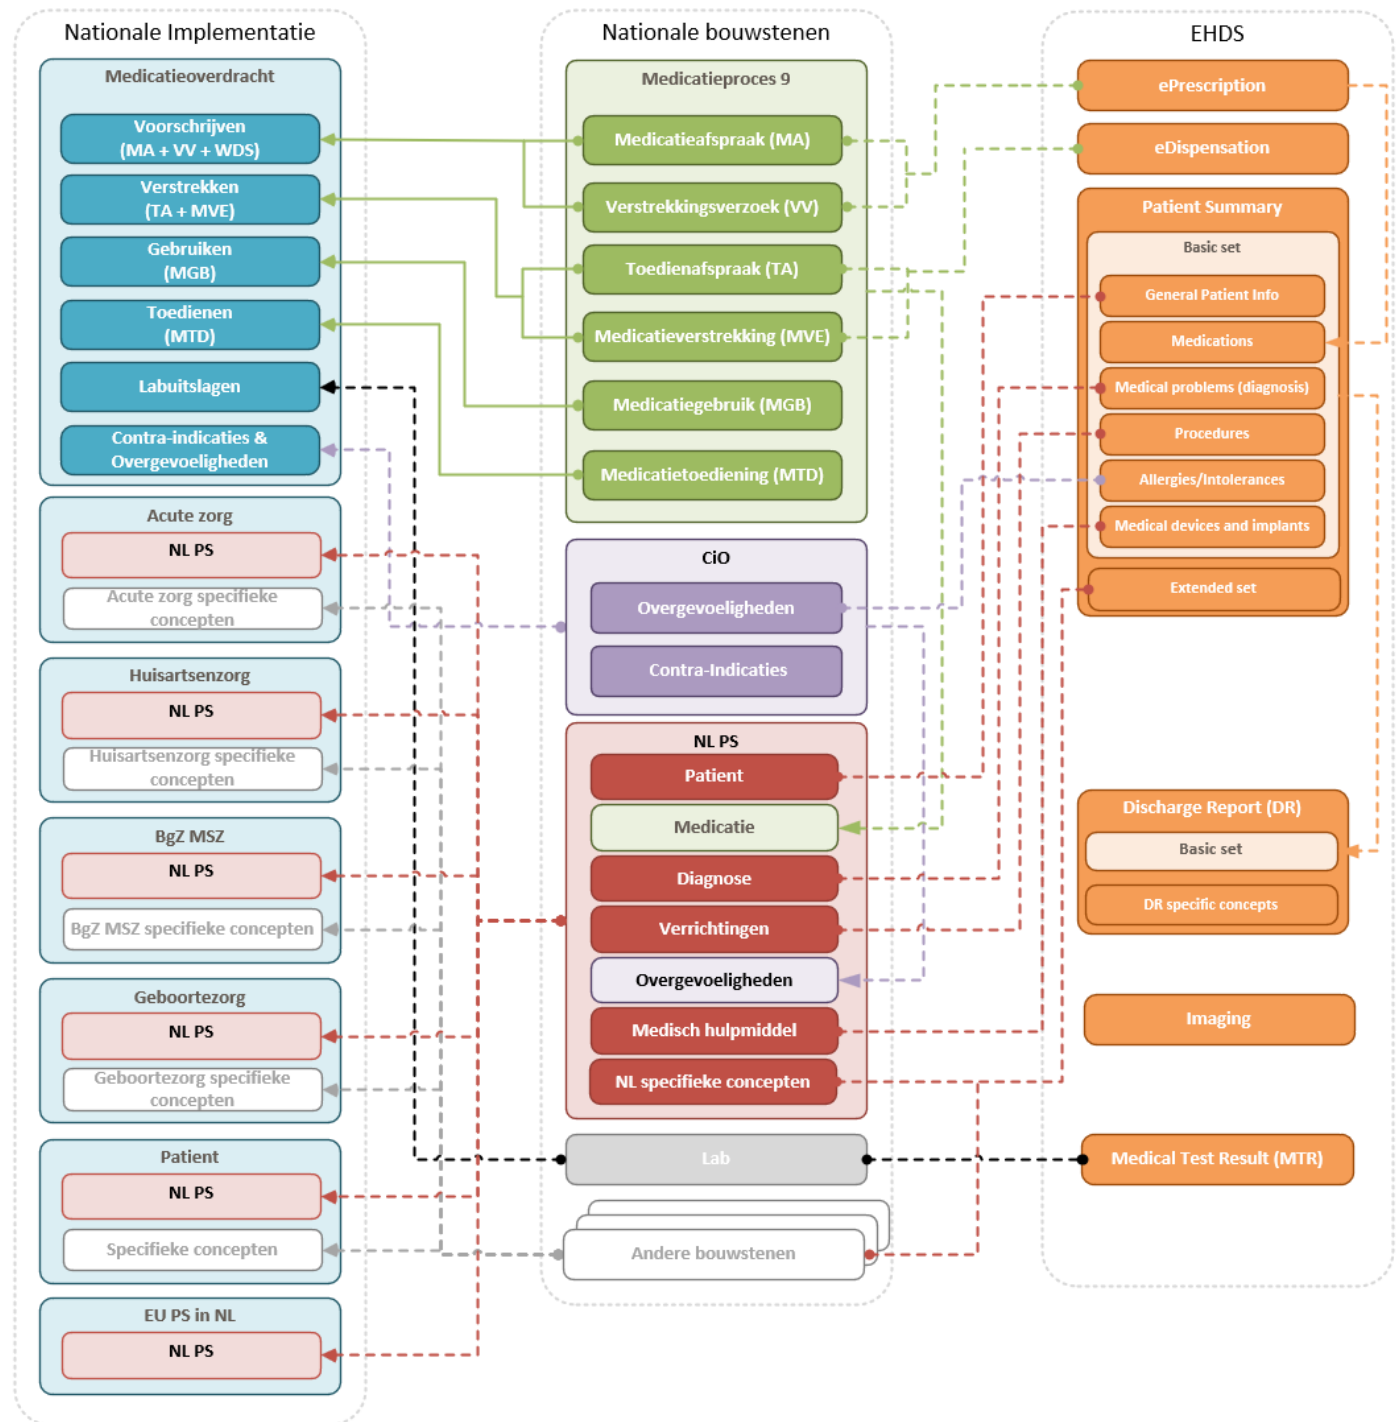 Nationale Implementatie
Medicatieoverdracht
Voorschrijven
(MA + VV + WDS)
Verstrekken
(TA + MVE)
Gebruiken
(MGB)
Toedienen
(MTD)
Labuitslagen
Contra-indicaties &
Overgevoeligheden
Acute zorg
NL PS
Acute zorg specifieke
concepten
Huisartsenzorg
NL PS
Huisartsenzorg specifieke
concepten
BgZ MSZ
NL PS
BgZ MSZ specifieke concepten
Geboortezorg
NL PS
Geboortezorg specifieke
concepten
Patient
NL PS
Specifieke concepten
EU PS in NL
NL PS
Nationale bouwstenen
Medicatieproces 9
Medicatieafspraak (MA)
Verstrekkingsverzoek (VV)
Toedienafspraak (TA)
Medicatieverstrekking (MVE)
Medicatiegebruik (MGB)
Medicatietoediening (MTD)
CiO
Overgevoeligheden
Contra-Indicaties
NL PS
Patient
Medicatie
Diagnose
Verrichtingen
Overgevoeligheden
Medisch hulpmiddel
NL specifieke concepten
Lab
Andere bouwstenen
EHDS
ePrescription
eDispensation
Patient Summary
Basic set
General Patient Info
Medications
Medical problems (diagnosis)
Procedures
Allergies/Intolerances
Medical devices and implants
Extended set
Discharge Report (DR)
Basic set
DR specific concepts
Imaging
Medical Test Result (MTR)